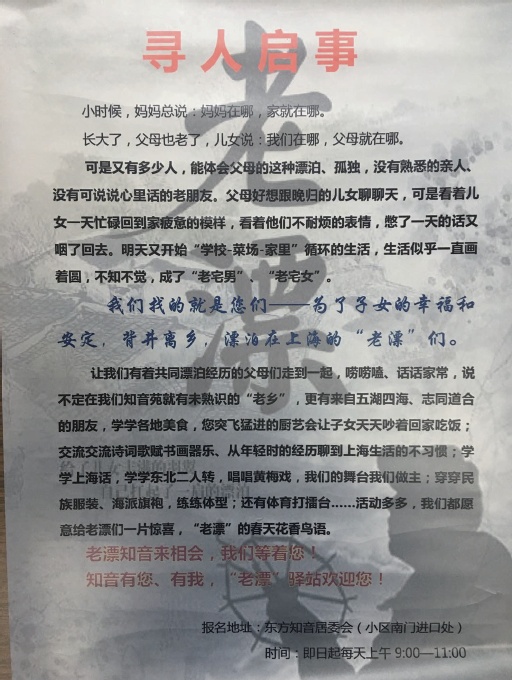 寻人启事
小时候，妈妈总说：妈妈在哪，家就在哪。
长大了，父母也老了，儿女说：我们在哪，父母就在哪。
可是又有多少人，能体会父母的这种漂泊、孤独，没有熟悉的亲人、
没有可说说心里话的老朋友。父母好想跟晚归的儿女聊聊天，可是看着儿
女一天忙碌回到家疲惫的模样，看着他们不耐烦的表情，憋了一天的话又
咽了回去。明天又开始“学校-菜场-家里”循环的生活，生活似乎一直画
着圆，不知不觉，成了“老宅男”、“老宅女”。
我们找的就是您们——为了子女的幸福和
安定，背井离乡，漂泊在上海的“老漂”们。
让我们有着共同漂泊经历的父母们走到一起，唠唠嗑、话话家常，说
不定在我们知音苑就有未熟识的“老乡”，更有来自五湖四海、志同道合
的朋友，学学各地美食，您突飞猛进的厨艺会让子女天天吵着回家吃饭；
交流交流诗词歌赋书画器乐、从年轻时的经历聊到上海生活的不习惯；学
学上海话，学学东北二人转，唱唱黄梅戏，我们的舞台我们做主；穿穿民
族服装、海派旗袍，练练体型；还有体育打擂台……活动多多，我们都愿
意给老漂们一片惊喜，“老漂”的春天花香鸟语。
老漂知音来相会，我们等着您！
知音有您、有我，“老漂”驿站欢迎您！
报名地址：东方知音居委会（小区南门进口处）
时间：即日起每天上午 9:00—11:00
老漂